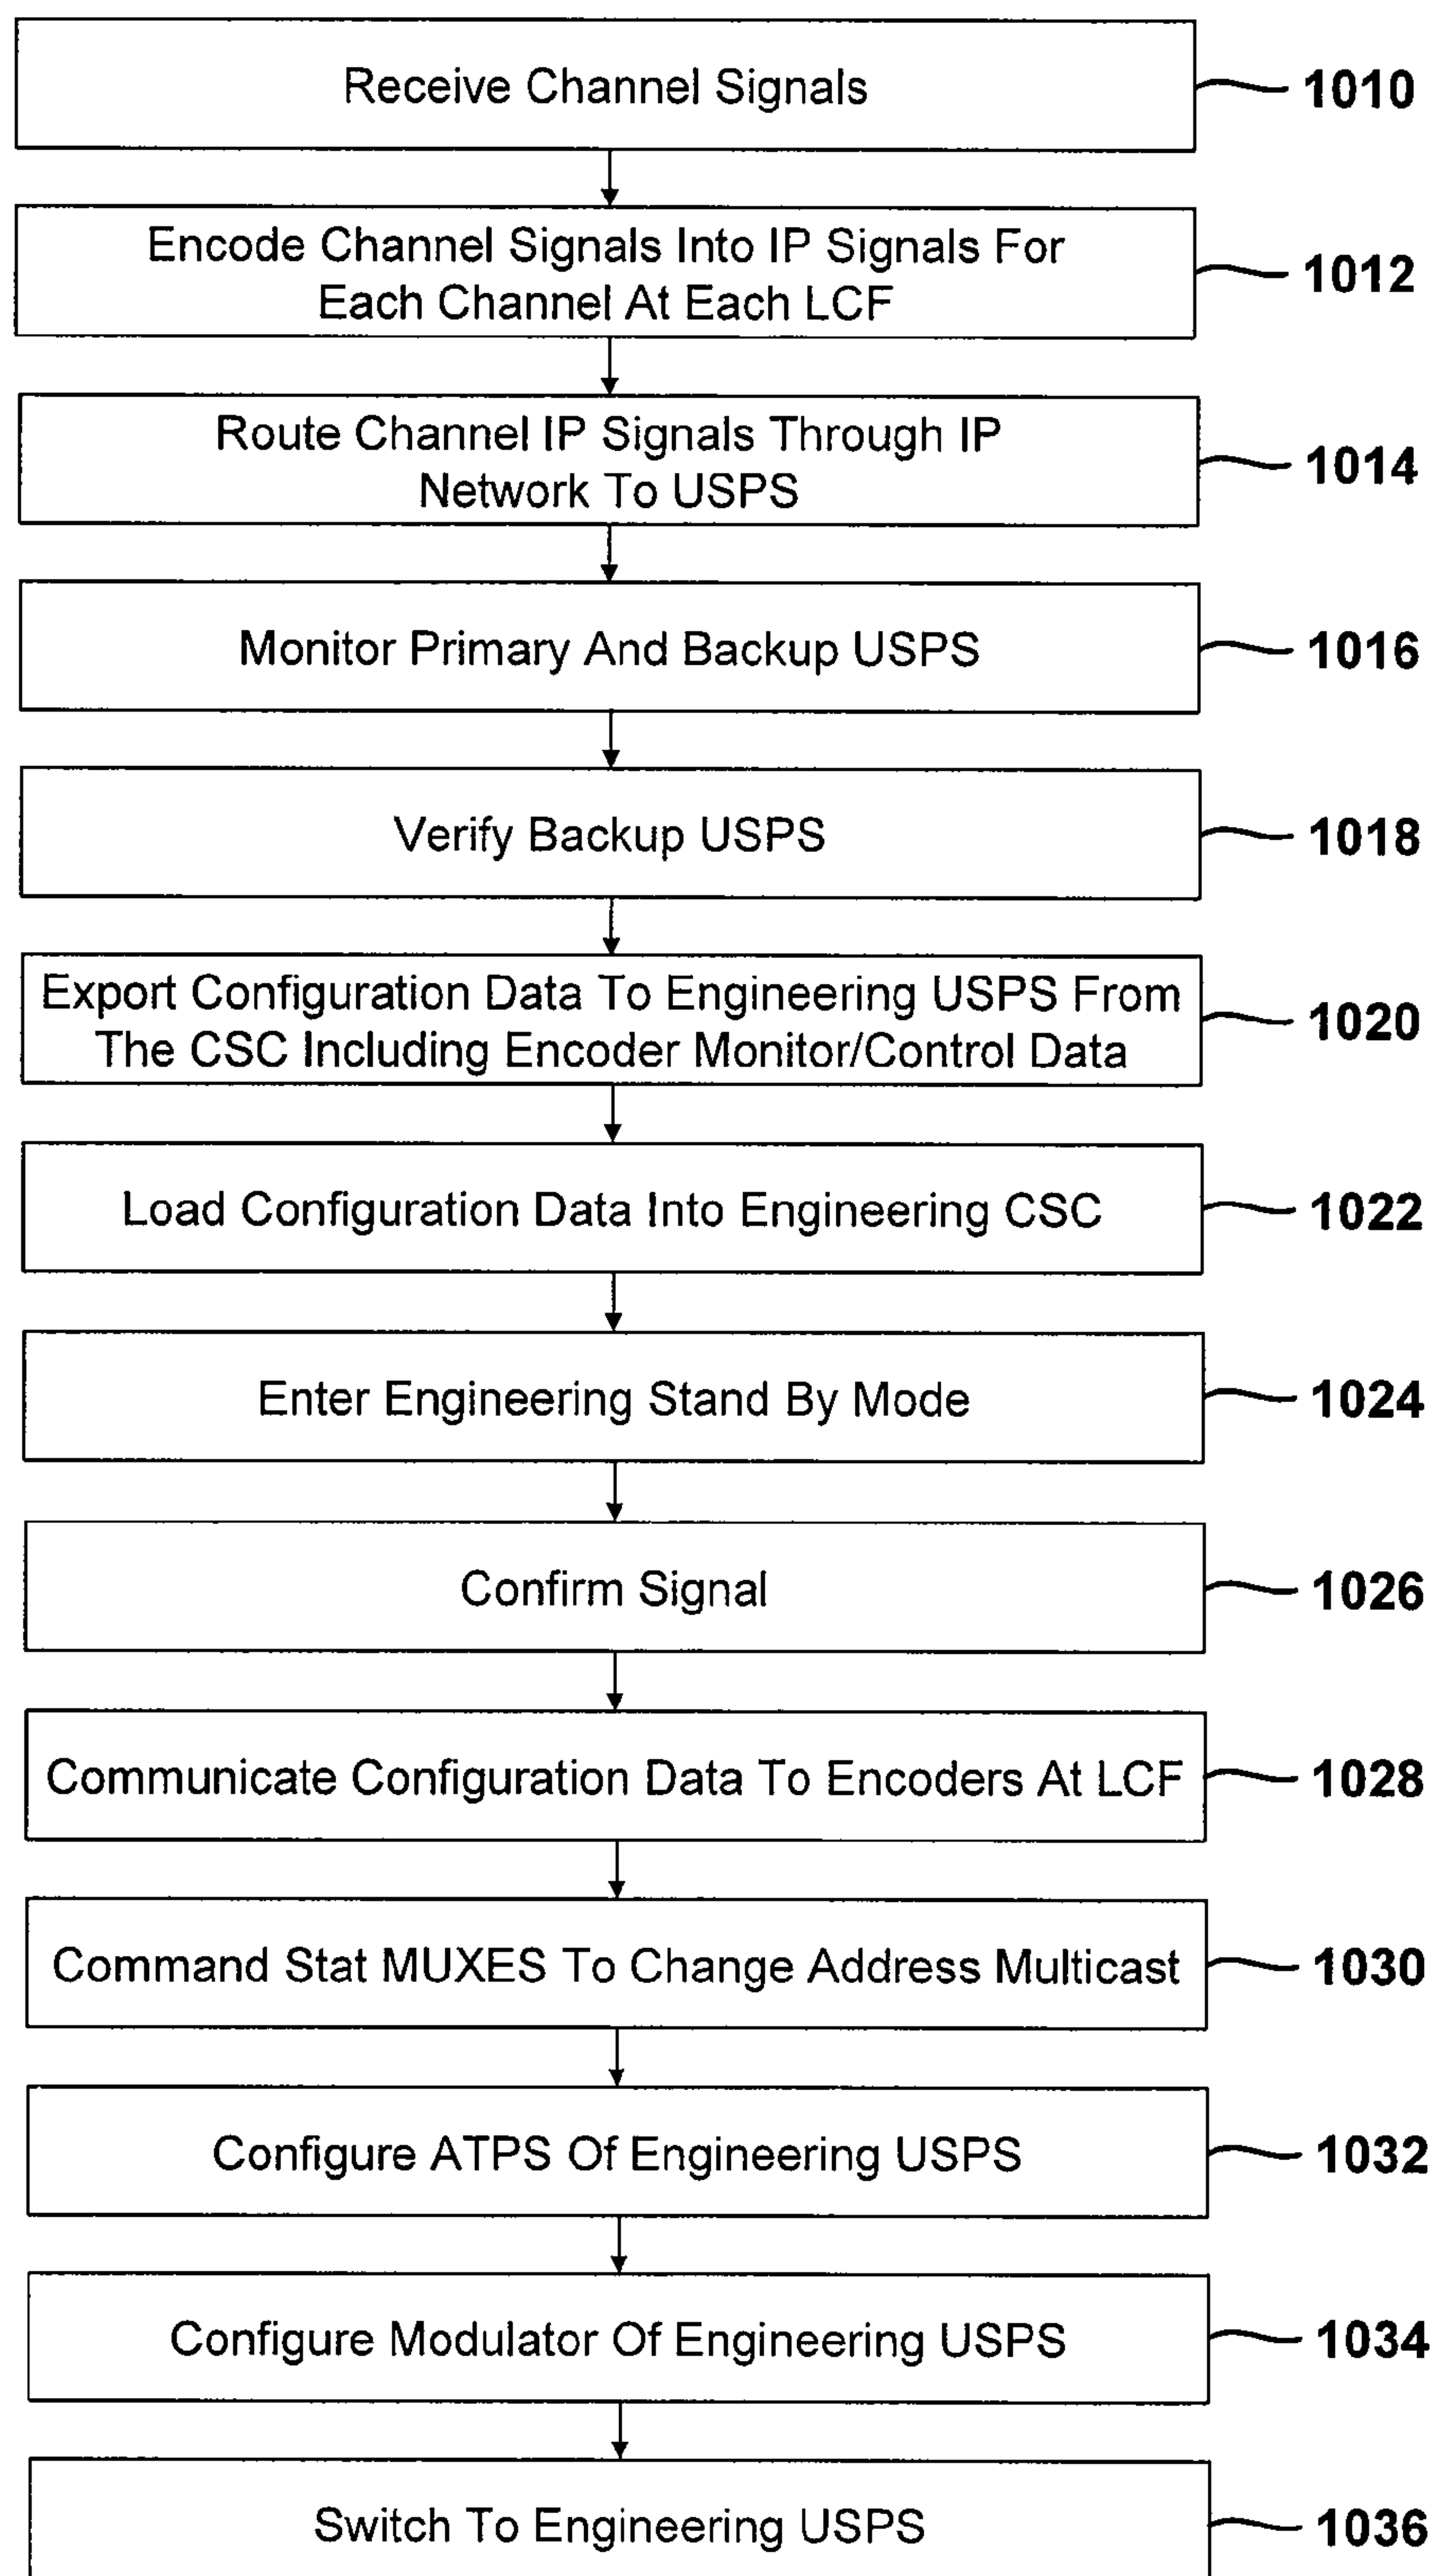 Receive Channel Signals
1010
Encode Channel Signals Into IP Signals For
Each Channel At Each LCF
1012
Route Channel IP Signals Through IP
Network To USPS
1014
Monitor Primary And Backup USPS
1016
Verify Backup USPS
1018
Export Configuration Data To Engineering USPS From
The CSC Including Encoder Monitor/Control Data
1020
Load Configuration Data Into Engineering CSC
1022
Enter Engineering Stand By Mode
1024
Confirm Signal
1026
Communicate Configuration Data To Encoders At LCF
1028
Command Stat MUXES To Change Address Multicast
1030
Configure ATPS Of Engineering USPS
1032
Configure Modulator Of Engineering USPS
1034
Switch To Engineering USPS
1036